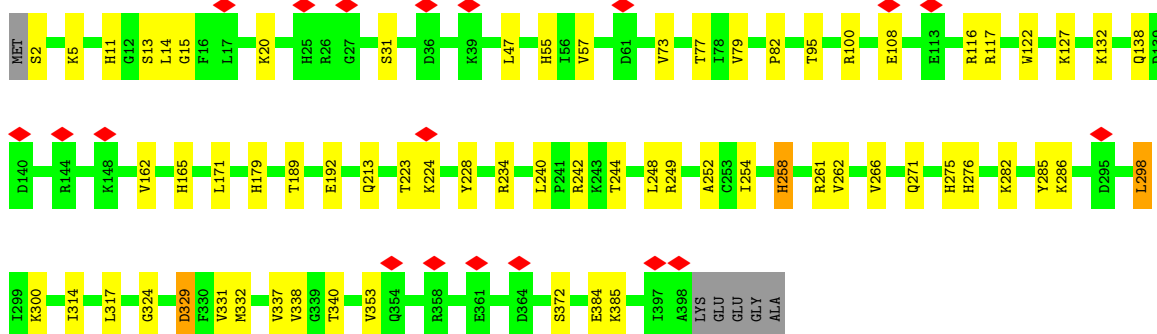 MET S2 K5 H11 G12 S13 L14 G15 F16 L17 K20 H25 R26 G27 S31 D36 K39 L47 H55 I56 V57 D61 V73 T77 I78 V79 P82 T95 R100 E108 E113 R116 R117 W122 K127 K132 Q138 D139
D140 R144 K148 V162 H165 L171 H179 T189 E192 Q213 T223 K224 Y228 R234 L240 P241 R242 K243 T244 L248 R249 A252 C253 I254 H258 R261 V262 V266 Q271 H275 H276 K282 Y285 K286 D295 L298
I299 K300 I314 L317 G324 D329 F330 V331 M332 V337 V338 G339 T340 V353 Q354 R358 E361 D364 S372 E384 K385 I397 A398 LYS GLU GLU GLY ALA